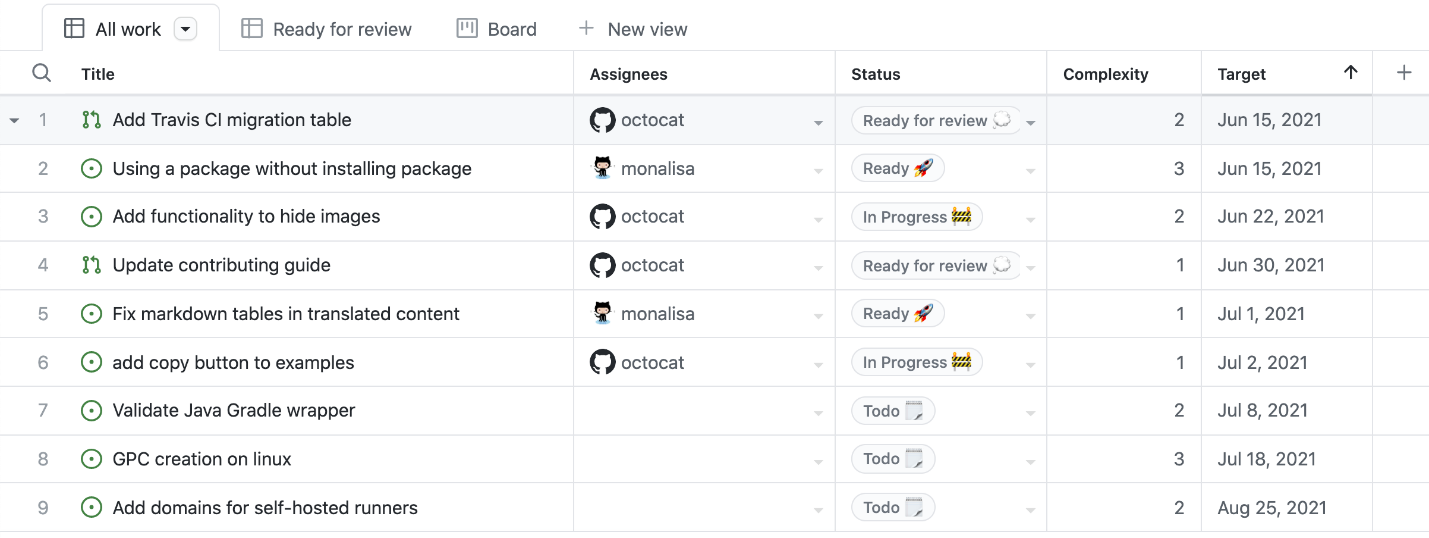 All work Ready for review Board New view
Title Assignees Status Complexity Target
1 Add Travis CI migration table octocat Ready for review 2 Jun 15, 2021
2 Using a package without installing package monalisa Ready 3 Jun 15, 2021
3 Add functionality to hide images octocat In Progress 2 Jun 22, 2021
4 Update contributing guide octocat Ready for review 1 Jun 30, 2021
5 Fix markdown tables in translated content monalisa Ready 1 Jul 1, 2021
6 add copy button to examples octocat In Progress 1 Jul 2, 2021
7 Validate Java Gradle wrapper Todo 2 Jul 8, 2021
8 GPC creation on linux Todo 3 Jul 18, 2021
9 Add domains for self-hosted runners Todo 2 Aug 25, 2021